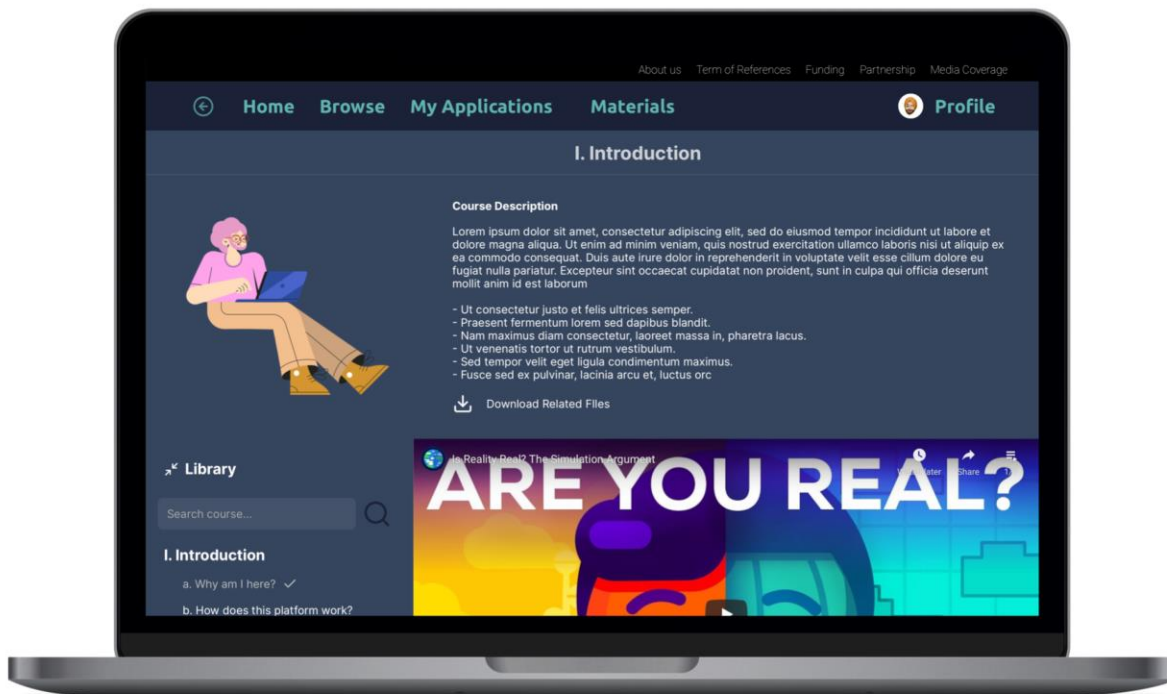 About us Term of References Funding Partnership Media Coverage
Home Browse My Applications Materials Profile
I. Introduction
Course Description
Lorem ipsum dolor sit amet, consectetur adipiscing elit, sed do eiusmod tempor incididunt ut labore et
dolore magna aliqua. Ut enim ad minim veniam, quis nostrud exercitation ullamco laboris nisi ut aliquip ex
ea commodo consequat. Duis aute irure dolor in reprehenderit in voluptate velit esse cillum dolore eu
fugiat nulla pariatur. Excepteur sint occaecat cupidatat non proident, sunt in culpa qui officia deserunt
mollit anim id est laborum
- Ut consectetur justo et felis ultrices semper.
- Praesent fermentum lorem sed dapibus blandit.
- Nam maximus diam consectetur, laoreet massa in, pharetra lacus.
- Ut venenatis tortor ut rutrum vestibulum.
- Sed tempor velit eget ligula condimentum maximus.
- Fusce sed ex pulvinar, lacinia arcu et, luctus orc
Download Related FIles
Library
Search course...
I. Introduction
a. Why am I here?
b. How does this platform work?
Is Reality Real? The Simulation Argument
Share
ARE YOU REAL?